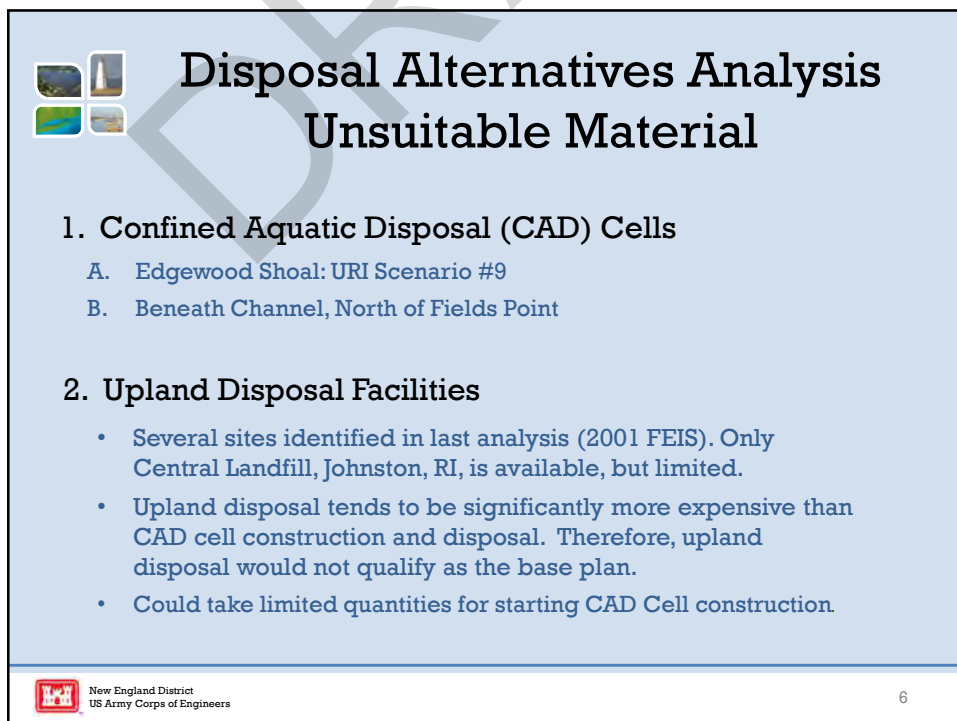 Disposal Alternatives Analysis
Unsuitable Material
1. Confined Aquatic Disposal (CAD) Cells
A. Edgewood Shoal: URI Scenario #9
B. Beneath Channel, North of Fields Point
2. Upland Disposal Facilities
• Several sites identified in last analysis (2001 FEIS). Only
Central Landfill, Johnston, RI, is available, but limited.
• Upland disposal tends to be significantly more expensive than
CAD cell construction and disposal. Therefore, upland
disposal would not qualify as the base plan.
• Could take limited quantities for starting CAD Cell construction.
New England District
US Army Corps of Engineers
6